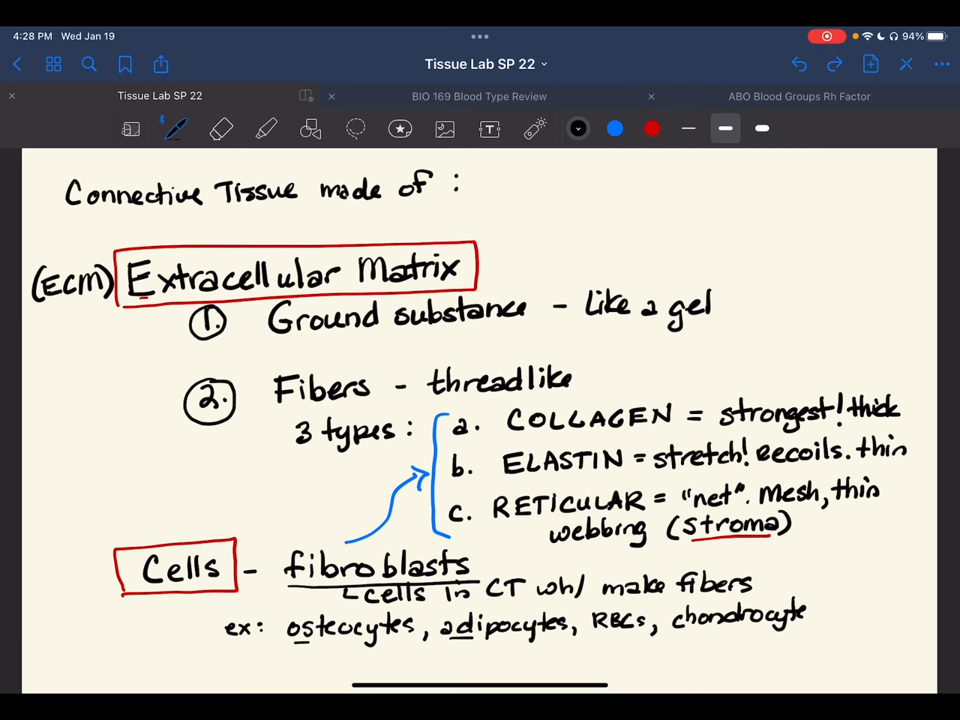 4:28 PM Wed Jan 19
94%
Tissue Lab SP 22
Tissue Lab SP 22
BIO 169 Blood Type Review
ABO Blood Groups Rh Factor
Connective Tissue made of :
(ECM) Extracellular Matrix
1. Ground substance - Like a gel
2. Fibers - threadlike
3 types :
a. COLLAGEN = strongest! thick
b. ELASTIN = stretch! Recoils. thin
c. RETICULAR = "net". Mesh, thin
webbing (stroma)
Cells - fibroblasts
cells in CT wh/ make fibers
ex: osteocytes, adipocytes, RBCs, chondrocyte